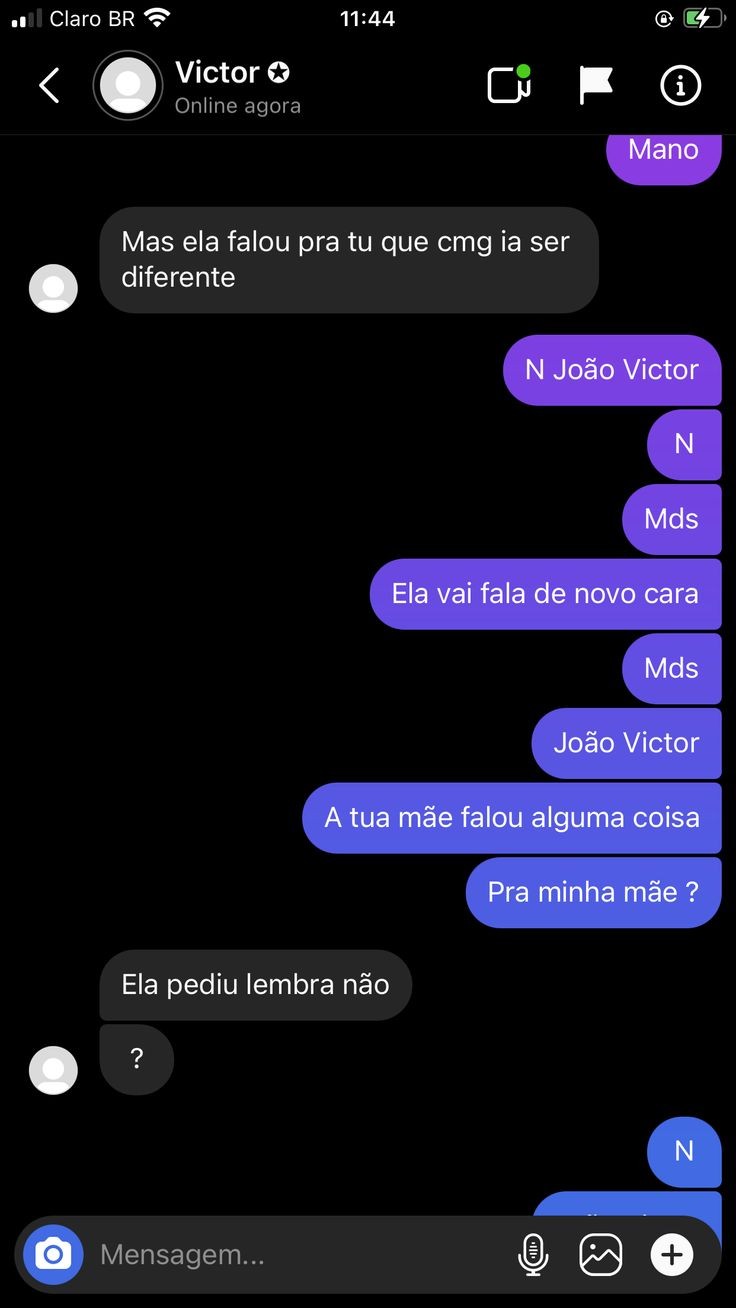 Claro BR
11:44
Victor
Online agora
Mano
Mas ela falou pra tu que cmg ia ser
diferente
N João Victor
N
Mds
Ela vai fala de novo cara
Mds
João Victor
A tua mãe falou alguma coisa
Pra minha mãe ?
Ela pediu lembra não
?
N
Mensagem...